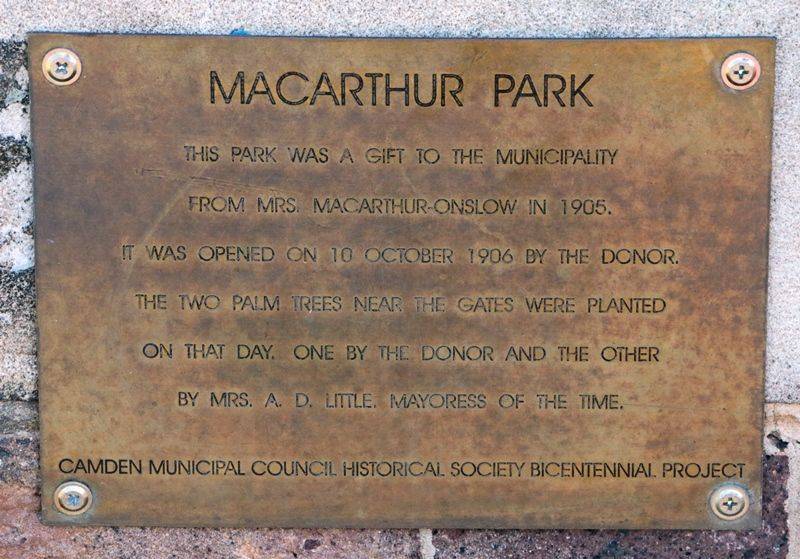 MACARTHUR PARK
THIS PARK WAS A GIFT TO THE MUNICIPALITY
FROM MRS. MACARTHUR-ONSLOW IN 1905.
IT WAS OPENED ON 10 OCTOBER 1906 BY THE DONOR.
THE TWO PALM TREES NEAR THE GATES WERE PLANTED
ON THAT DAY. ONE BY THE DONOR AND THE OTHER
BY MRS. A. D. LITTLE. MAYORESS OF THE TIME.
CAMDEN MUNICIPAL COUNCIL HISTORICAL SOCIETY BICENTENNIAL PROJECT